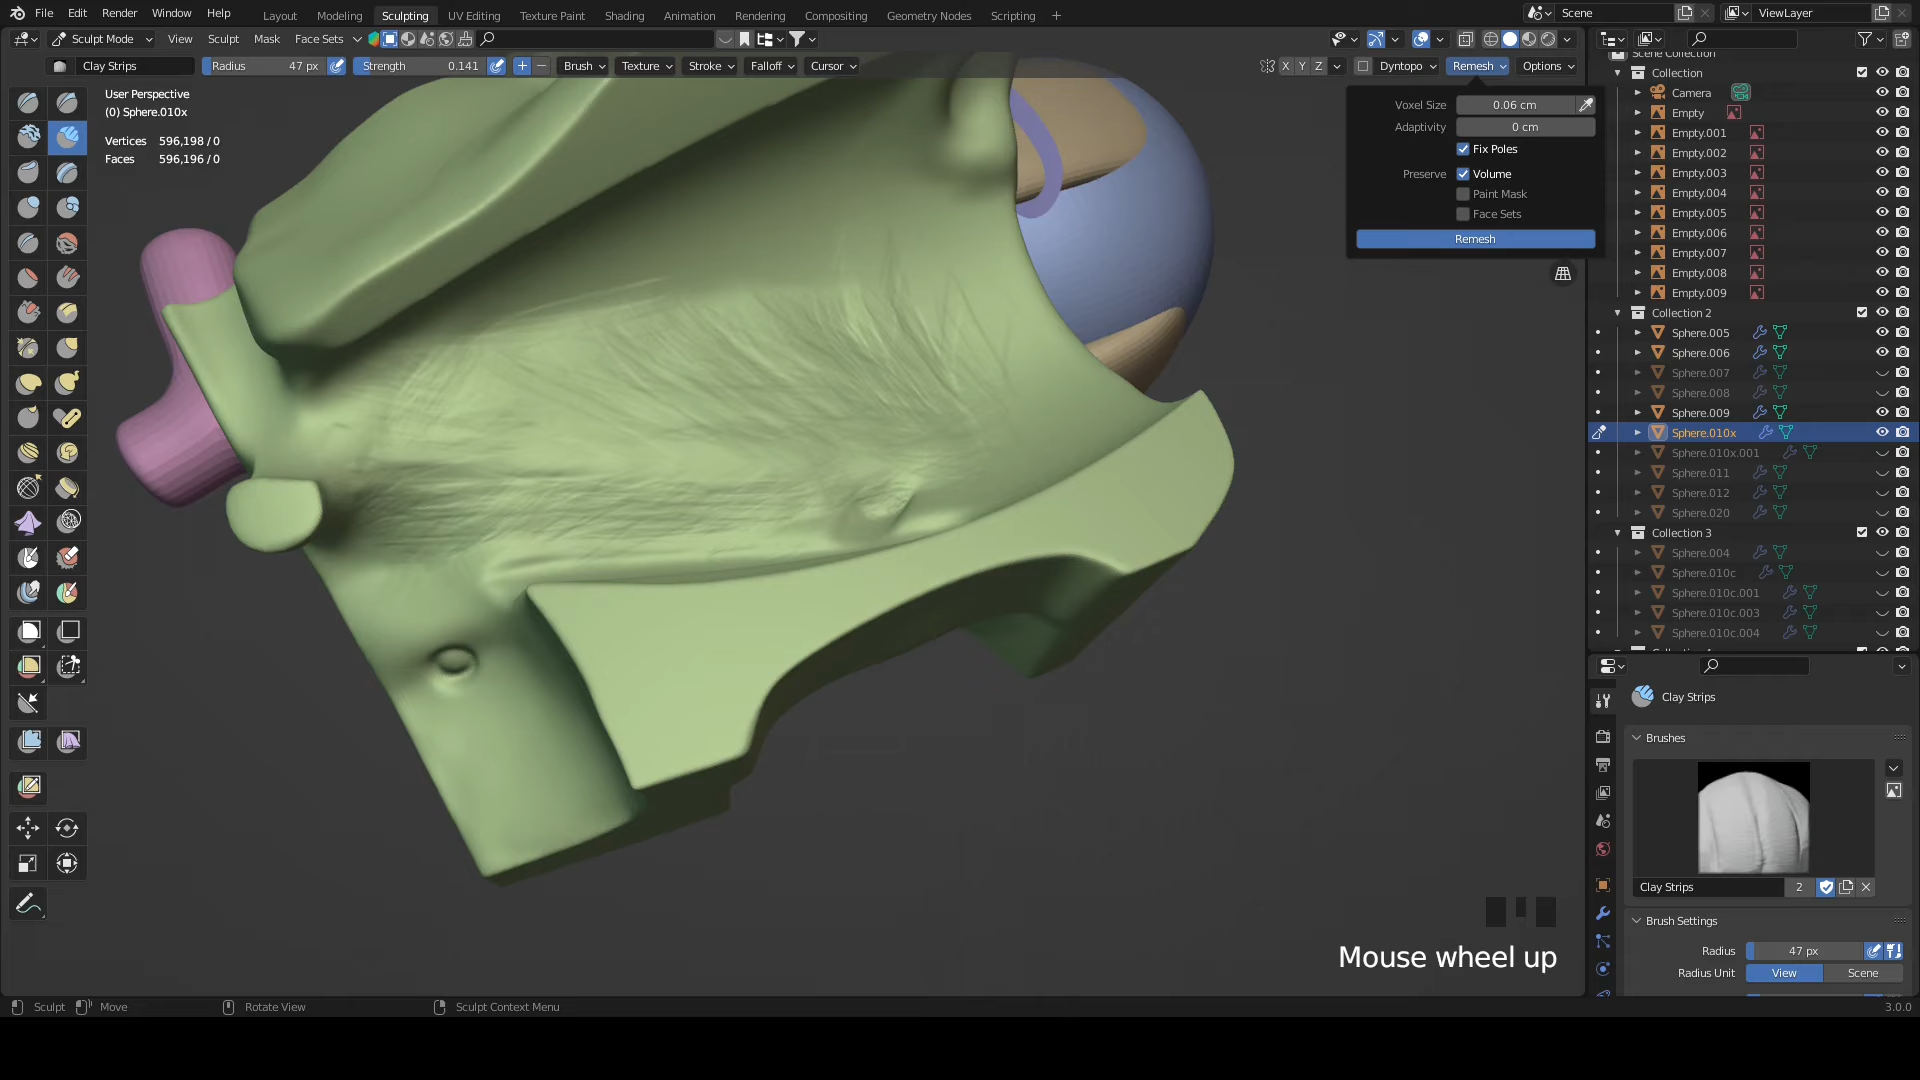 File Edit Render Window Help Layout Modeling Sculpting UV Editing Texture Paint Shading Animation Rendering Compositing Geometry Nodes Scripting + Scene ViewLayer
Sculpt Mode View Sculpt Mask Face Sets
Clay Strips Radius 47 px Strength 0.141 Brush Texture Stroke Falloff Cursor X Y Z Dyntopo Remesh Options
User Perspective
(0) Sphere.010x
Vertices 596,198 / 0
Faces 596,196 / 0
Voxel Size 0.06 cm
Adaptivity 0 cm
Fix Poles
Preserve Volume
Paint Mask
Face Sets
Remesh
Scene Collection
Collection
Camera
Empty
Empty.001
Empty.002
Empty.003
Empty.004
Empty.005
Empty.006
Empty.007
Empty.008
Empty.009
Collection 2
Sphere.005
Sphere.006
Sphere.007
Sphere.008
Sphere.009
Sphere.010x
Sphere.010x.001
Sphere.011
Sphere.012
Sphere.020
Collection 3
Sphere.004
Sphere.010c
Sphere.010c.001
Sphere.010c.003
Sphere.010c.004
Clay Strips
Brushes
Clay Strips 2
Brush Settings
Radius 47 px
Radius Unit View Scene
Mouse wheel up
Sculpt Move Rotate View Sculpt Context Menu 3.0.0